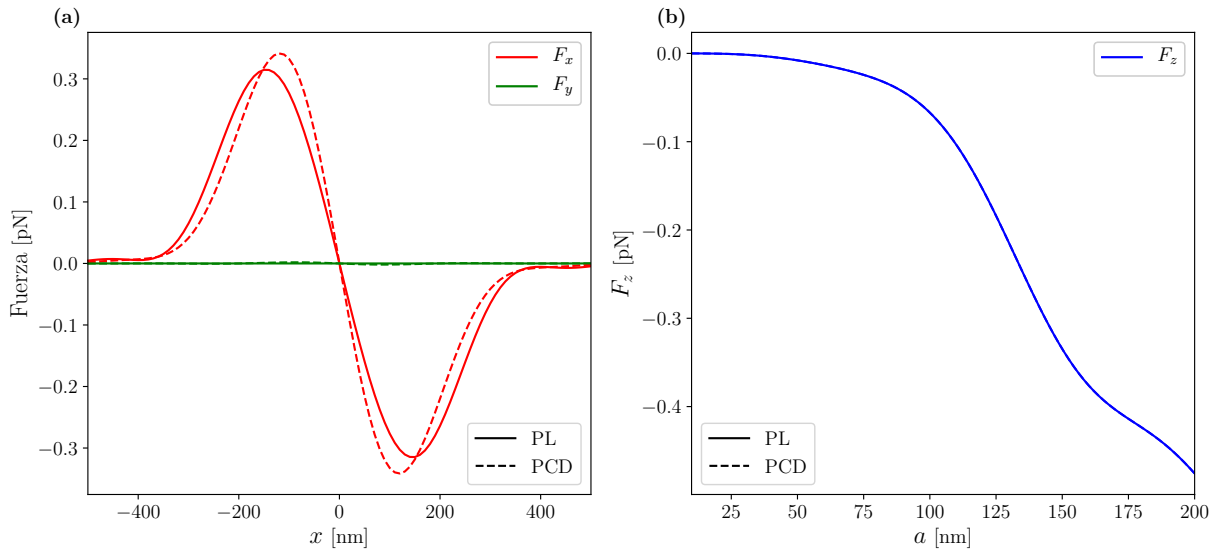 (a)
0.3
0.2
0.1
0.0
−0.1
−0.2
−0.3
Fuerza [pN]
F_x
F_y
PL
PCD
−400 −200 0 200 400
x [nm]
(b)
0.0
−0.1
−0.2
−0.3
−0.4
F_z [pN]
F_z
PL
PCD
25 50 75 100 125 150 175 200
a [nm]